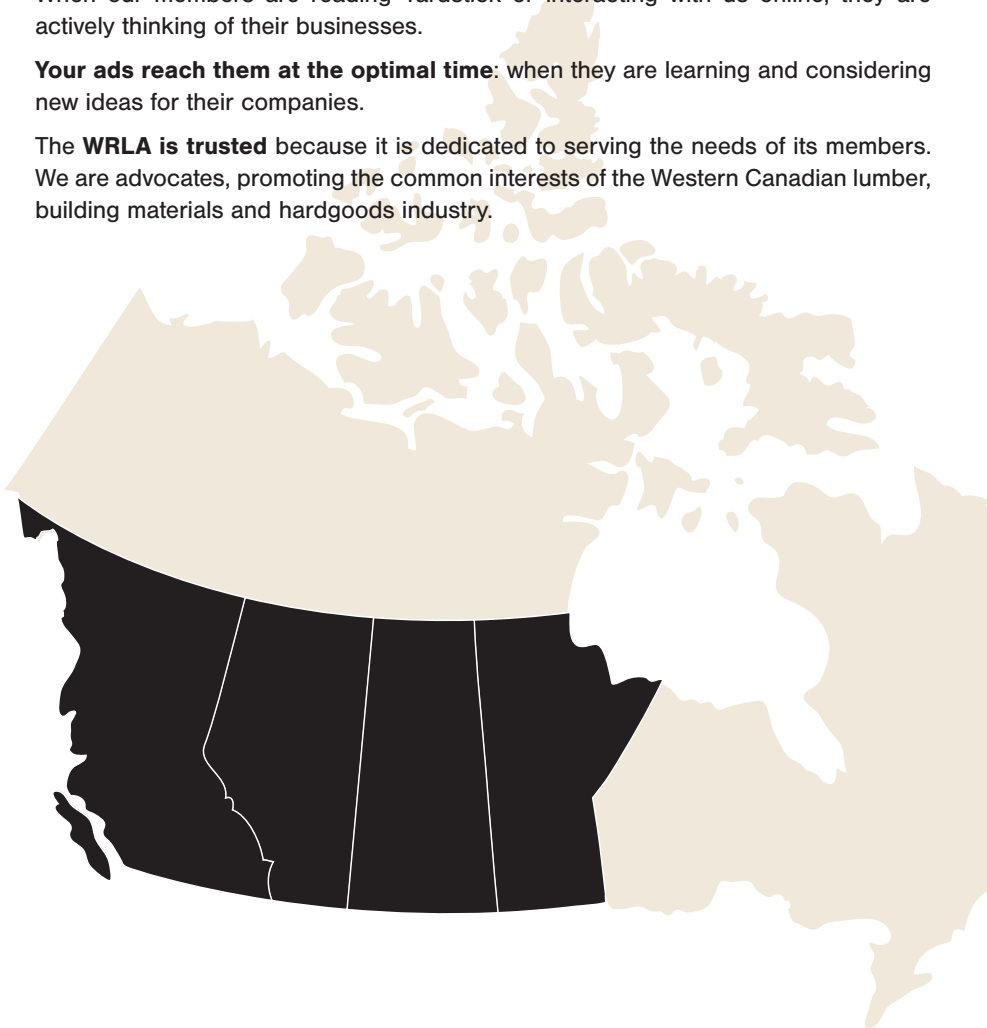 When our members are reading Yardstick or interacting with us online, they are
actively thinking of their businesses.
Your ads reach them at the optimal time: when they are learning and considering
new ideas for their companies.
The WRLA is trusted because it is dedicated to serving the needs of its members.
We are advocates, promoting the common interests of the Western Canadian lumber,
building materials and hardgoods industry.